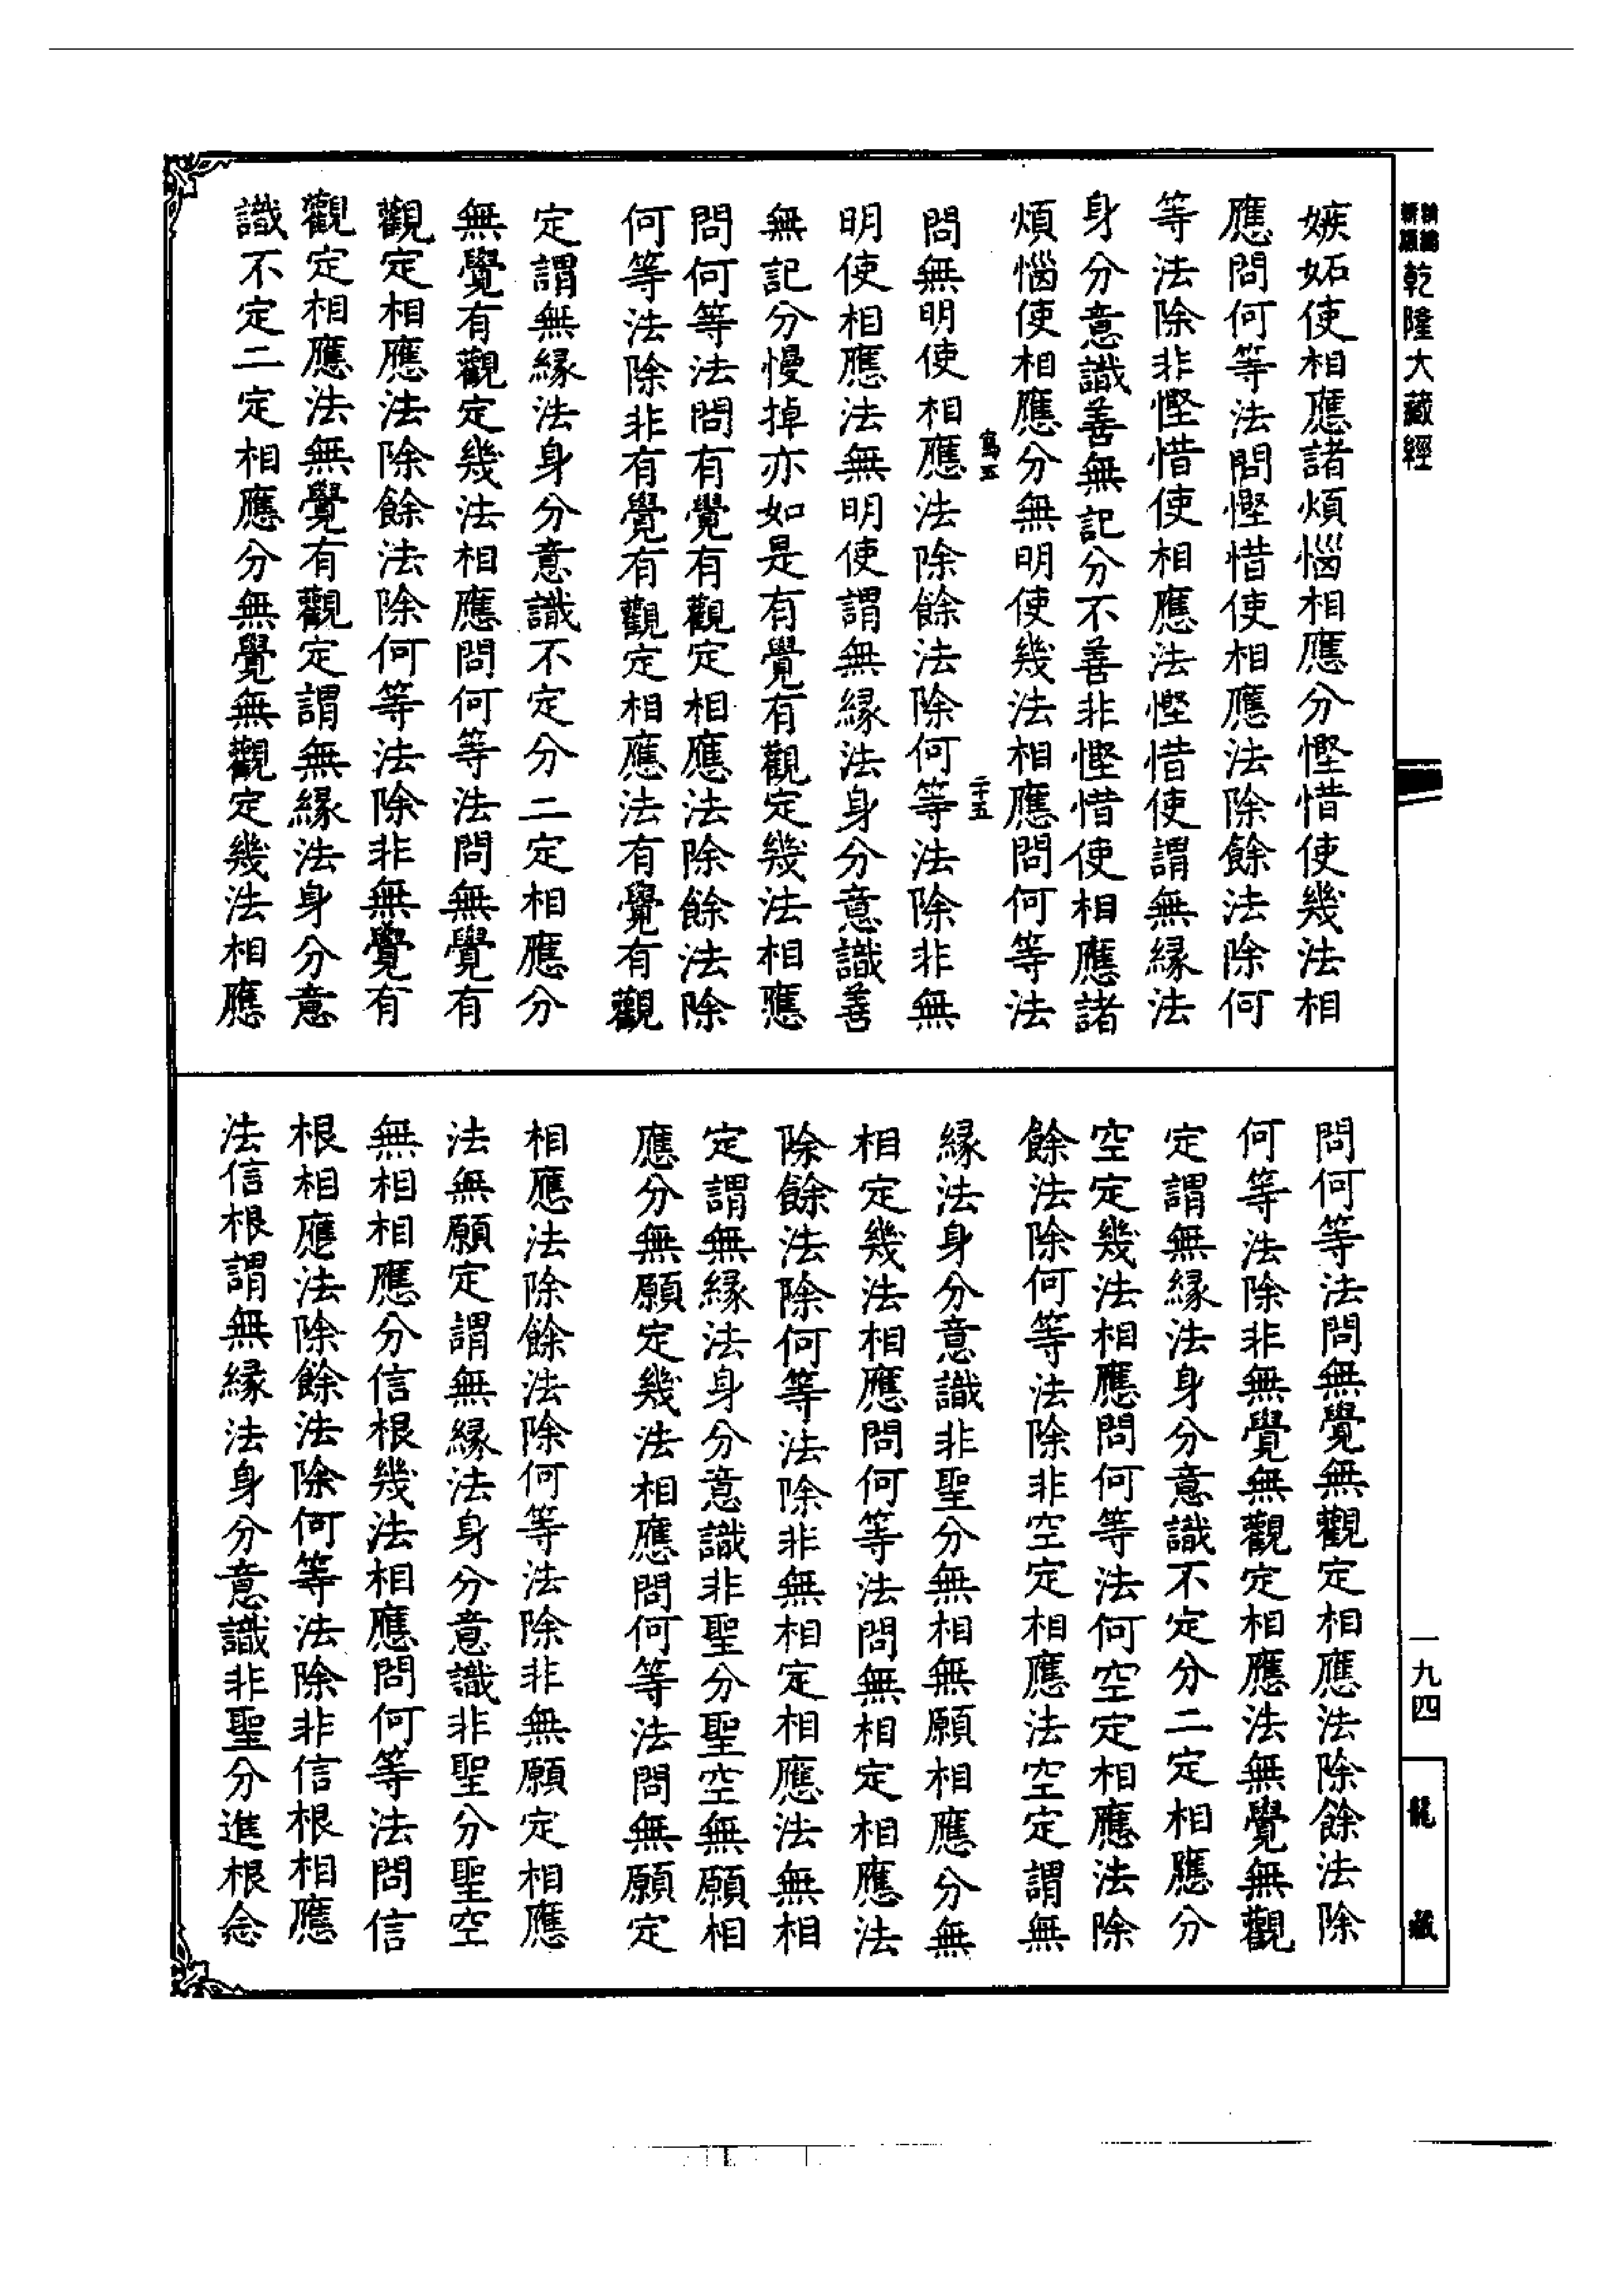 乾隆大藏經
嫉妬使相應諸煩惱相應分慳惜使幾法相
應問何等法問慳惜使相應法除餘法除何
等法除非慳惜使相應法慳惜使謂無緣法
身分意識善無記分不善非慳惜使相應諸
煩惱使相應分無明使幾法相應問何等法
二十五
問無明使相應法除餘法除何等法除非無
明使相應法無明使謂無緣法身分意識善
無記分慢掉亦如是有覺有觀定幾法相應
問何等法問有覺有觀定相應法除餘法除
何等法除非有覺有觀定相應法有覺有觀
定謂無緣法身分意識不定分二定相應分
無覺有觀定幾法相應問何等法問無覺有
觀定相應法除餘法除何等法除非無覺有
觀定相應法無覺有觀定謂無緣法身分意
識不定二定相應分無覺無觀定幾法相應
問何等法問無覺無觀定相應法除餘法除
何等法除非無覺無觀定相應法無覺無觀
定謂無緣法身分意識不定分二定相應分
空定幾法相應問何等法何空定相應法除
餘法除何等法除非空定相應法空定謂無
緣法身分意識非聖分無相無願相應分無
相定幾法相應問何等法問無相定相應法
除餘法除何等法除非無相定相應法無相
定謂無緣法身分意識非聖分聖空無願相
應分無願定幾法相應問何等法問無願定
相應法除餘法除何等法除非無願定相應
法無願定謂無緣法身分意識非聖分聖空
無相相應分信根幾法相應問何等法問信
根相應法除餘法除何等法除非信根相應
法信根謂無緣法身分意識非聖分進根念
一九四
龍藏